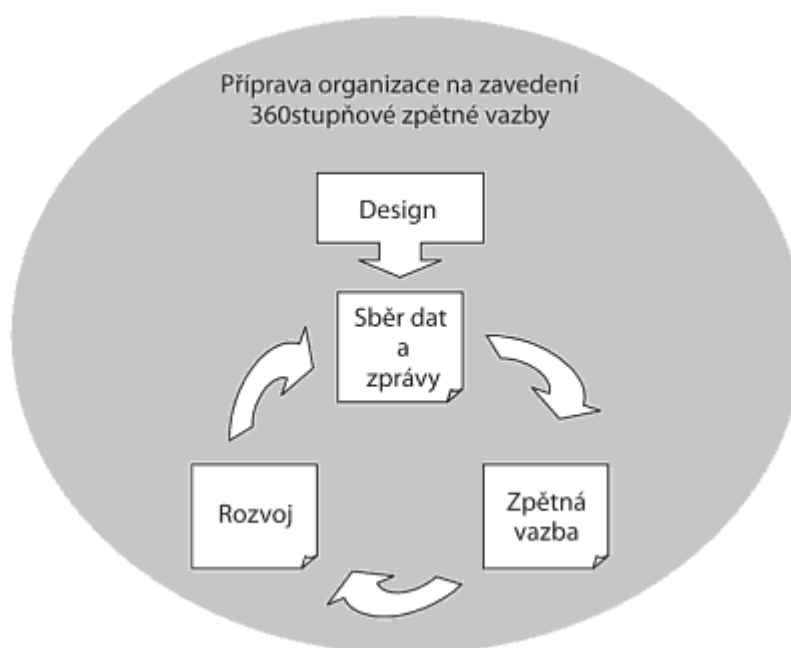 Příprava organizace na zavedení
360stupňové zpětné vazby
Design
Sběr dat
a
zprávy
Rozvoj
Zpětná
vazba